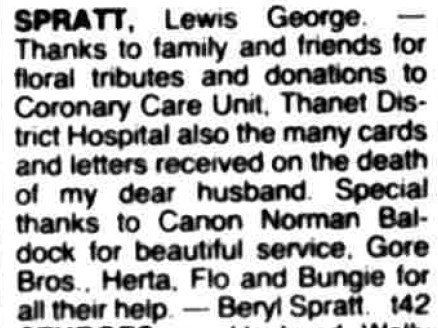 SPRATT, Lewis George. —
Thanks to family and friends for
floral tributes and donations to
Coronary Care Unit, Thanet Dis-
trict Hospital also the many cards
and letters received on the death
of my dear husband. Special
thanks to Canon Norman Bal-
dock for beautiful service, Gore
Bros., Herta, Flo and Bungie for
all their help. — Beryl Spratt. t42